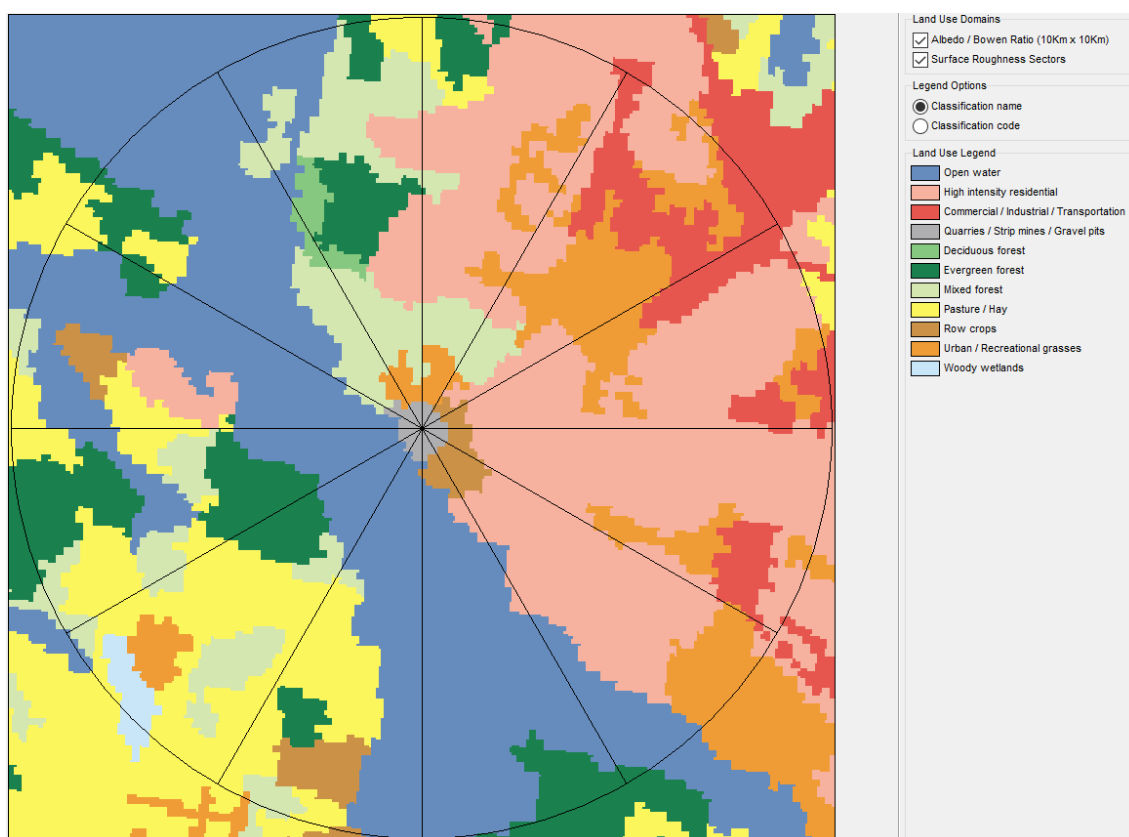 Land Use Domains
Albedo / Bowen Ratio (10Km x 10Km)
Surface Roughness Sectors
Legend Options
Classification name
Classification code
Land Use Legend
Open water
High intensity residential
Commercial / Industrial / Transportation
Quarries / Strip mines / Gravel pits
Deciduous forest
Evergreen forest
Mixed forest
Pasture / Hay
Row crops
Urban / Recreational grasses
Woody wetlands